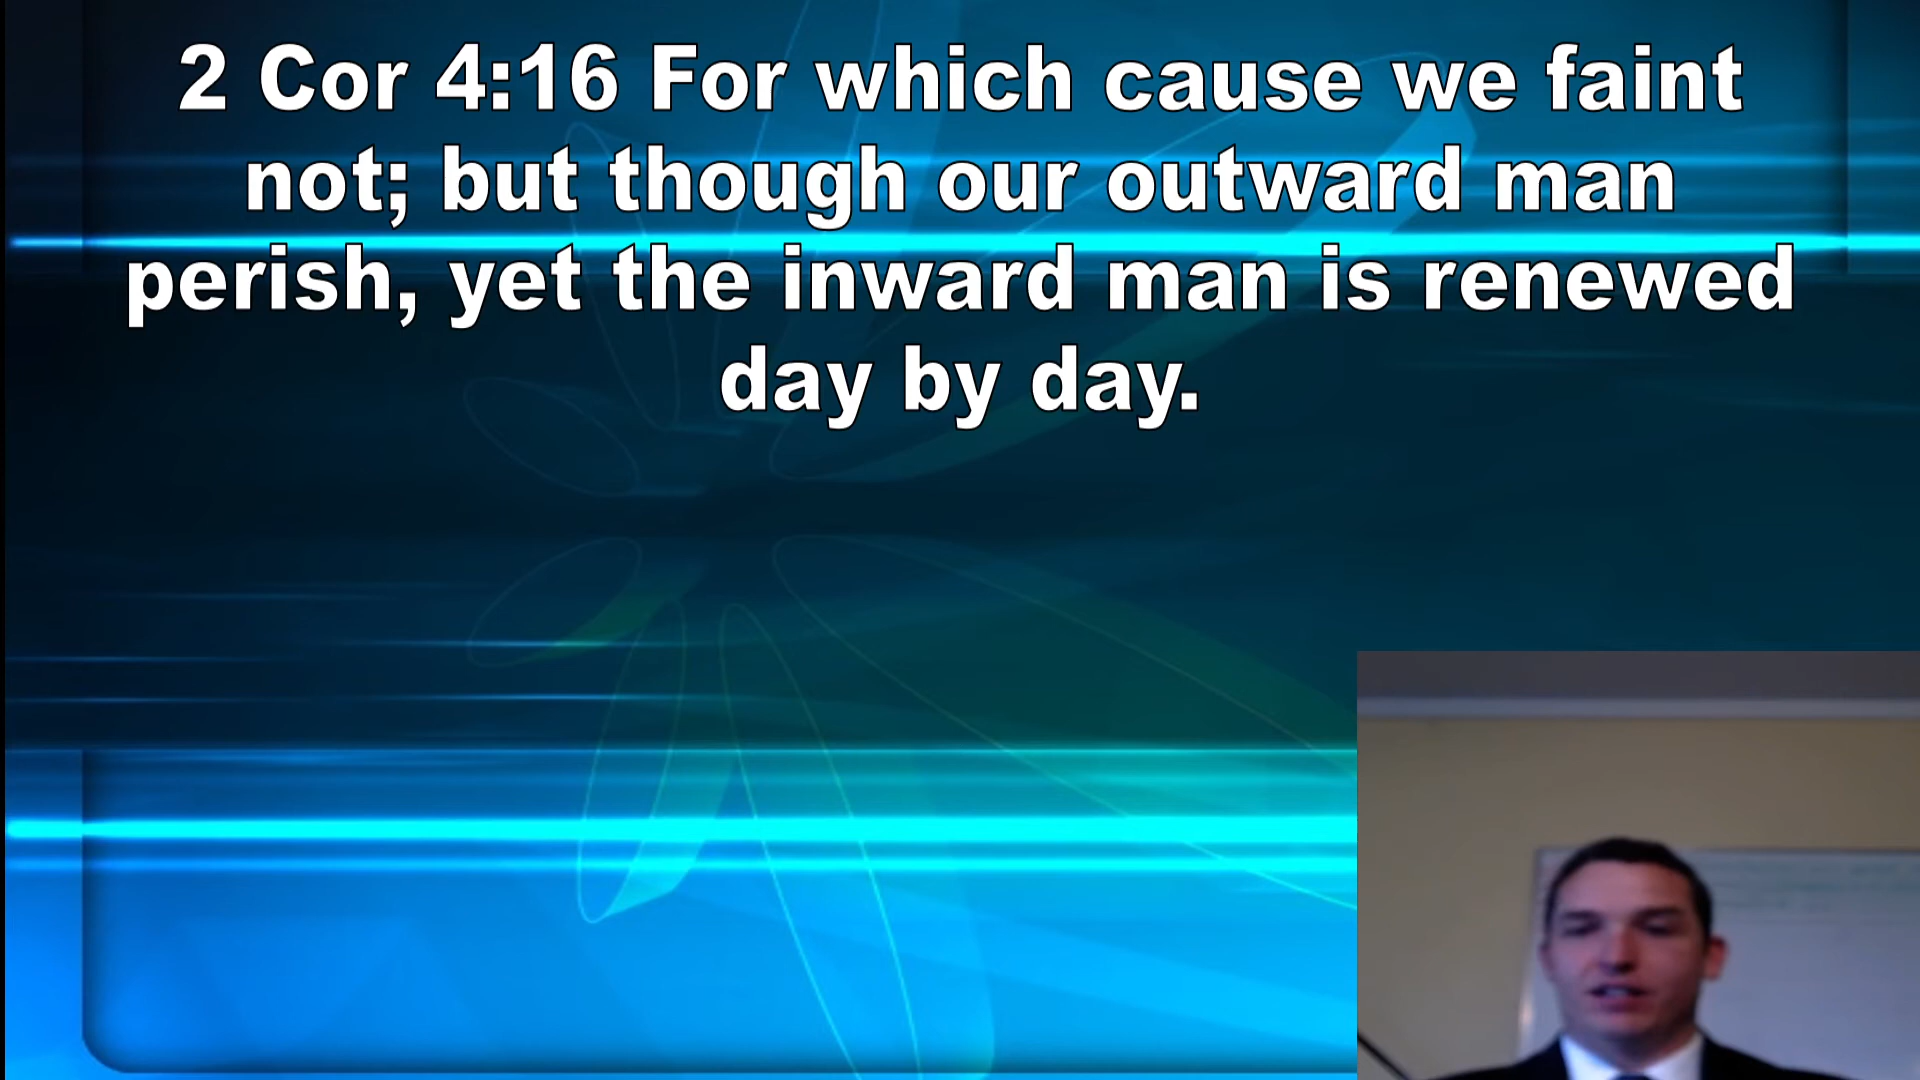 2 Cor 4:16 For which cause we faint
not; but though our outward man
perish, yet the inward man is renewed
day by day.